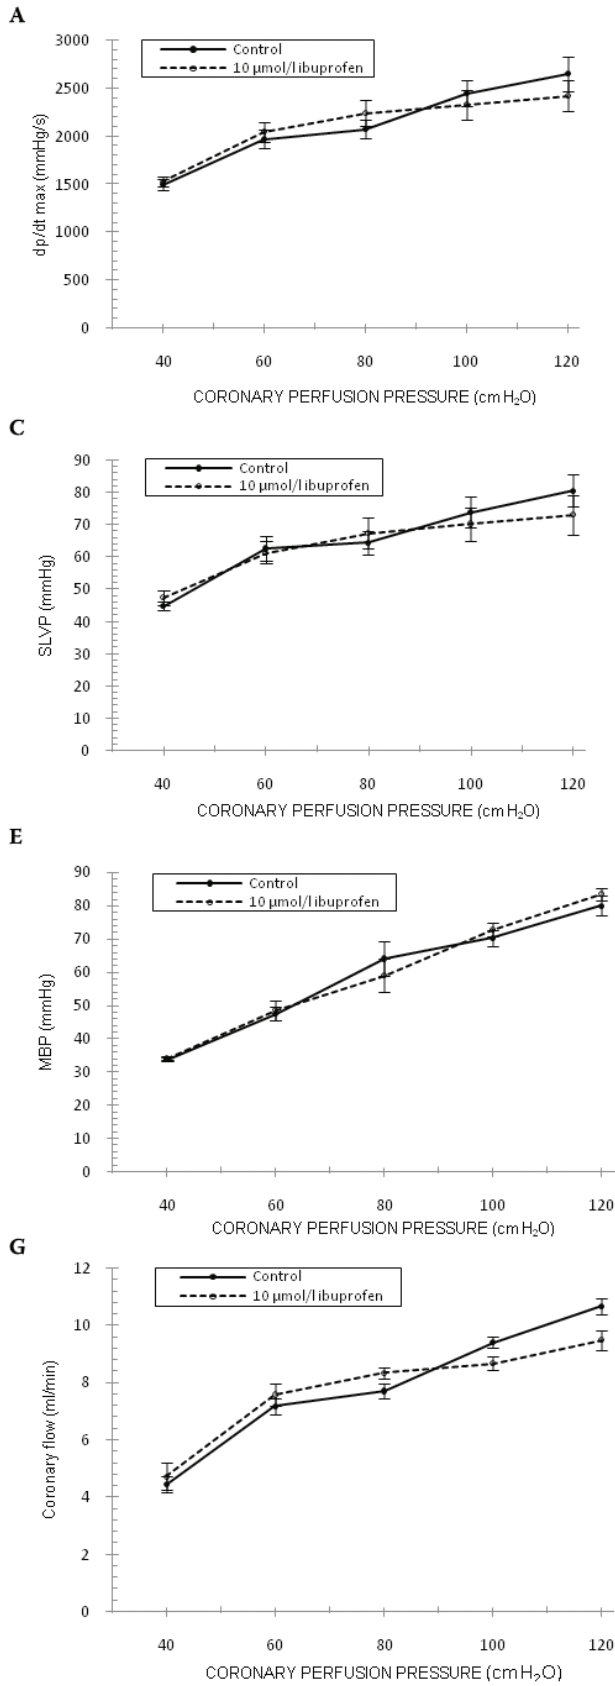 A
3000
2500
2000
1500
1000
500
0
dp/dt max (mmHg/s)
Control
10 µmol/l ibuprofen
40 60 80 100 120
CORONARY PERFUSION PRESSURE (cm H₂O)
C
90
80
70
60
50
40
30
20
10
0
SLVP (mmHg)
Control
10 µmol/l ibuprofen
40 60 80 100 120
CORONARY PERFUSION PRESSURE (cm H₂O)
E
90
80
70
60
50
40
30
20
10
0
MBP (mmHg)
Control
10 µmol/l ibuprofen
40 60 80 100 120
CORONARY PERFUSION PRESSURE (cm H₂O)
G
12
10
8
6
4
2
0
Coronary flow (ml/min)
Control
10 µmol/l ibuprofen
40 60 80 100 120
CORONARY PERFUSION PRESSURE (cm H₂O)